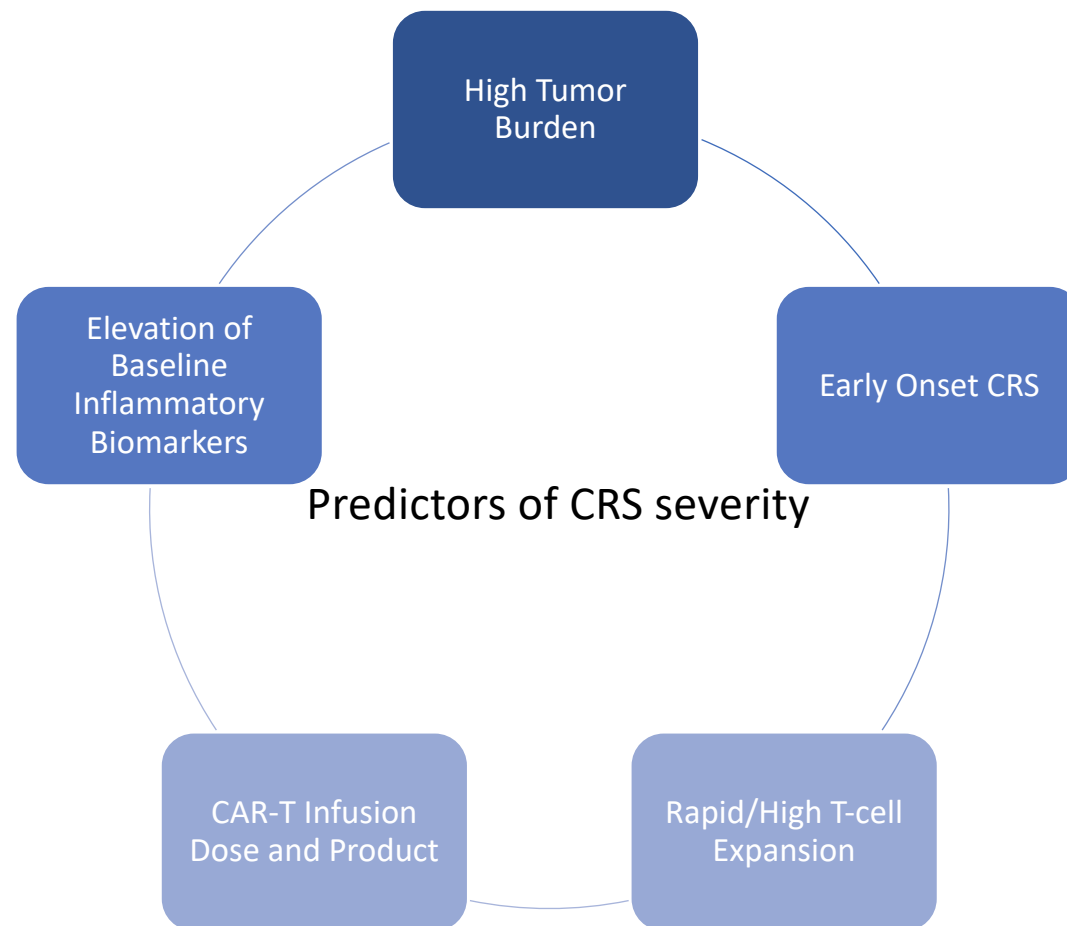 High Tumor
Burden
Early Onset CRS
Rapid/High T-cell
Expansion
CAR-T Infusion
Dose and Product
Elevation of
Baseline
Inflammatory
Biomarkers
Predictors of CRS severity